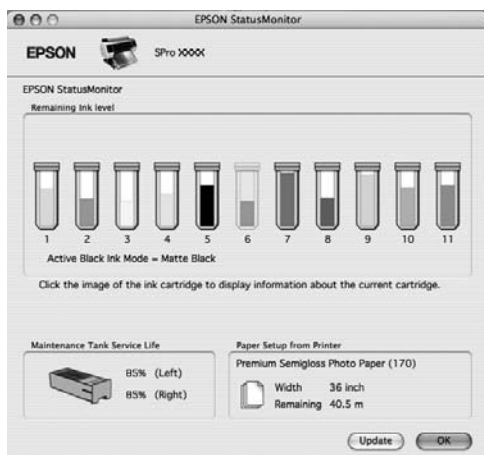 EPSON StatusMonitor
EPSON SPro XXXX
EPSON StatusMonitor
Remaining Ink level
1 2 3 4 5 6 7 8 9 10 11
Active Black Ink Mode = Matte Black
Click the image of the ink cartridge to display information about the current cartridge.
Maintenance Tank Service Life
85% (Left)
85% (Right)
Paper Setup from Printer
Premium Semigloss Photo Paper (170)
Width 36 inch
Remaining 40.5 m
Update OK